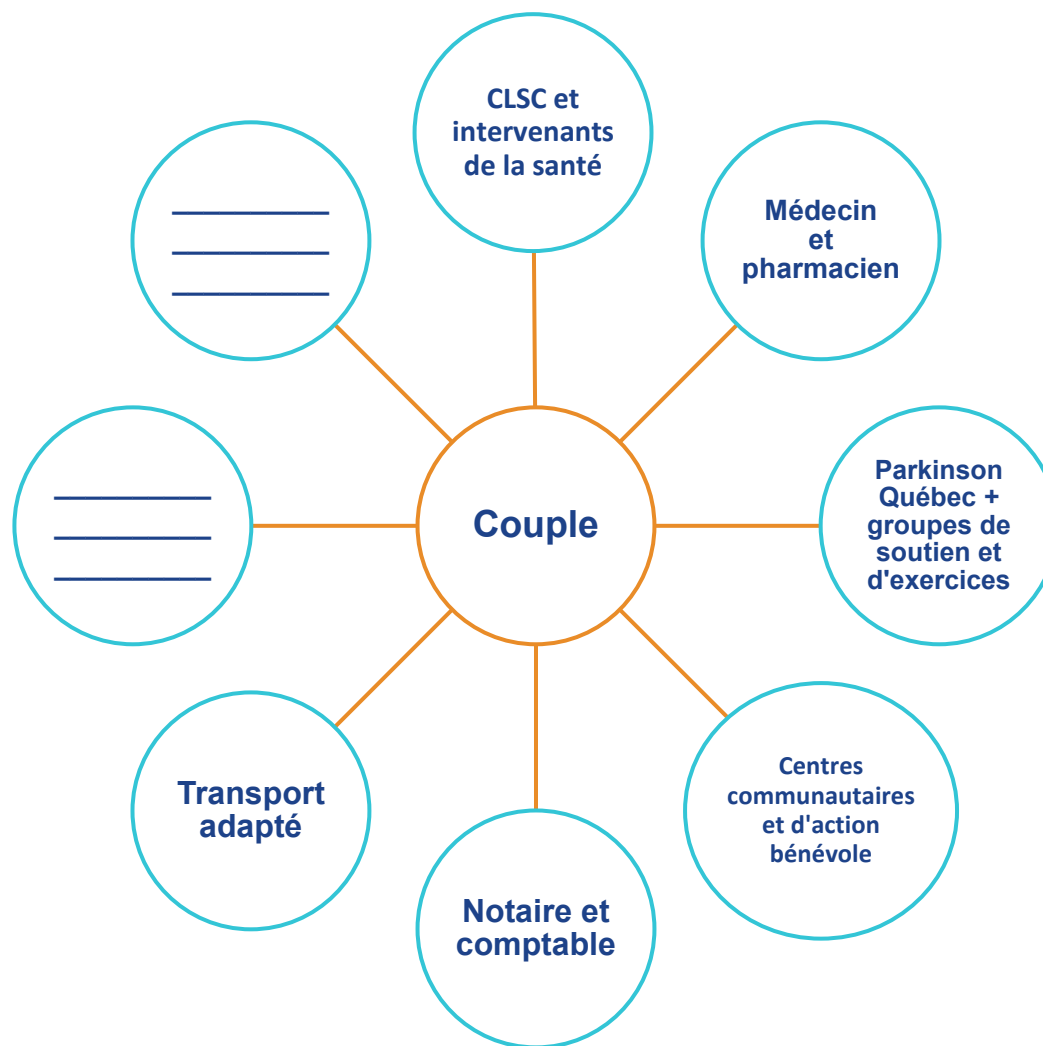 CLSC et
intervenants
de la santé
Médecin
et
pharmacien
Parkinson
Québec +
groupes de
soutien et
d'exercices
Couple
Centres
communautaires
et d'action
bénévole
Transport
adapté
Notaire et
comptable